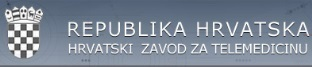 REPUBLIKA HRVATSKA
HRVATSKI ZAVOD ZA TELEMEDICINU